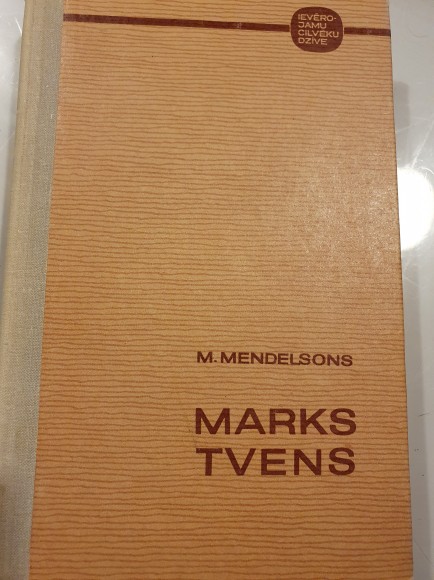 IEVĒRO-
JAMU
CILVĒKU
DZĪVE
M. MENDELSONS
MARKS
TVENS